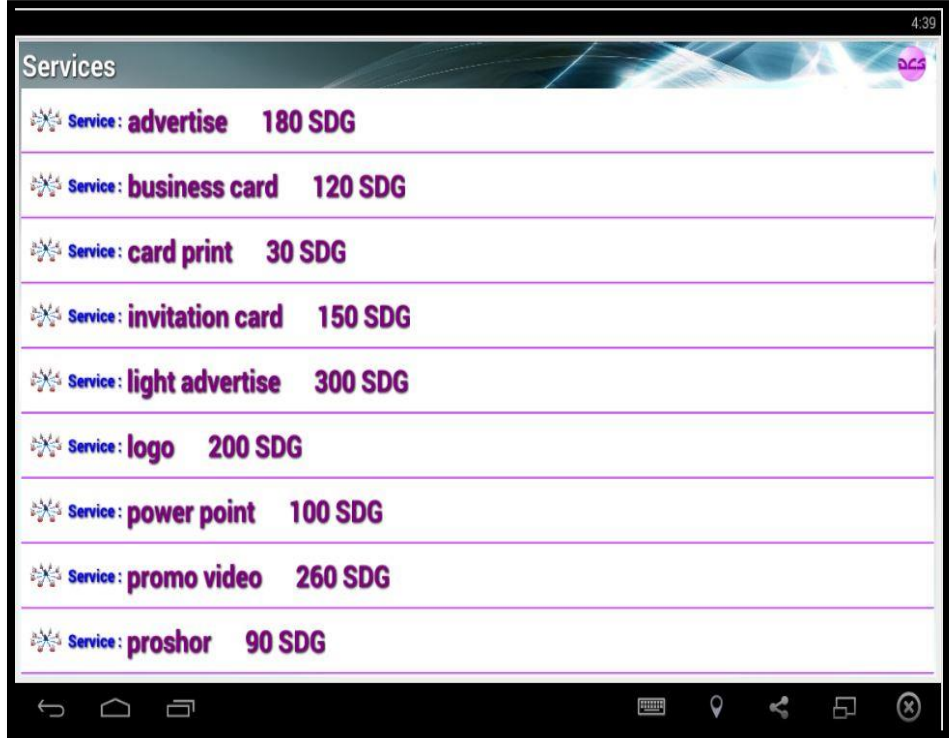 4:39
Services
DCS
Service : advertise 180 SDG
Service : business card 120 SDG
Service : card print 30 SDG
Service : invitation card 150 SDG
Service : light advertise 300 SDG
Service : logo 200 SDG
Service : power point 100 SDG
Service : promo video 260 SDG
Service : proshor 90 SDG